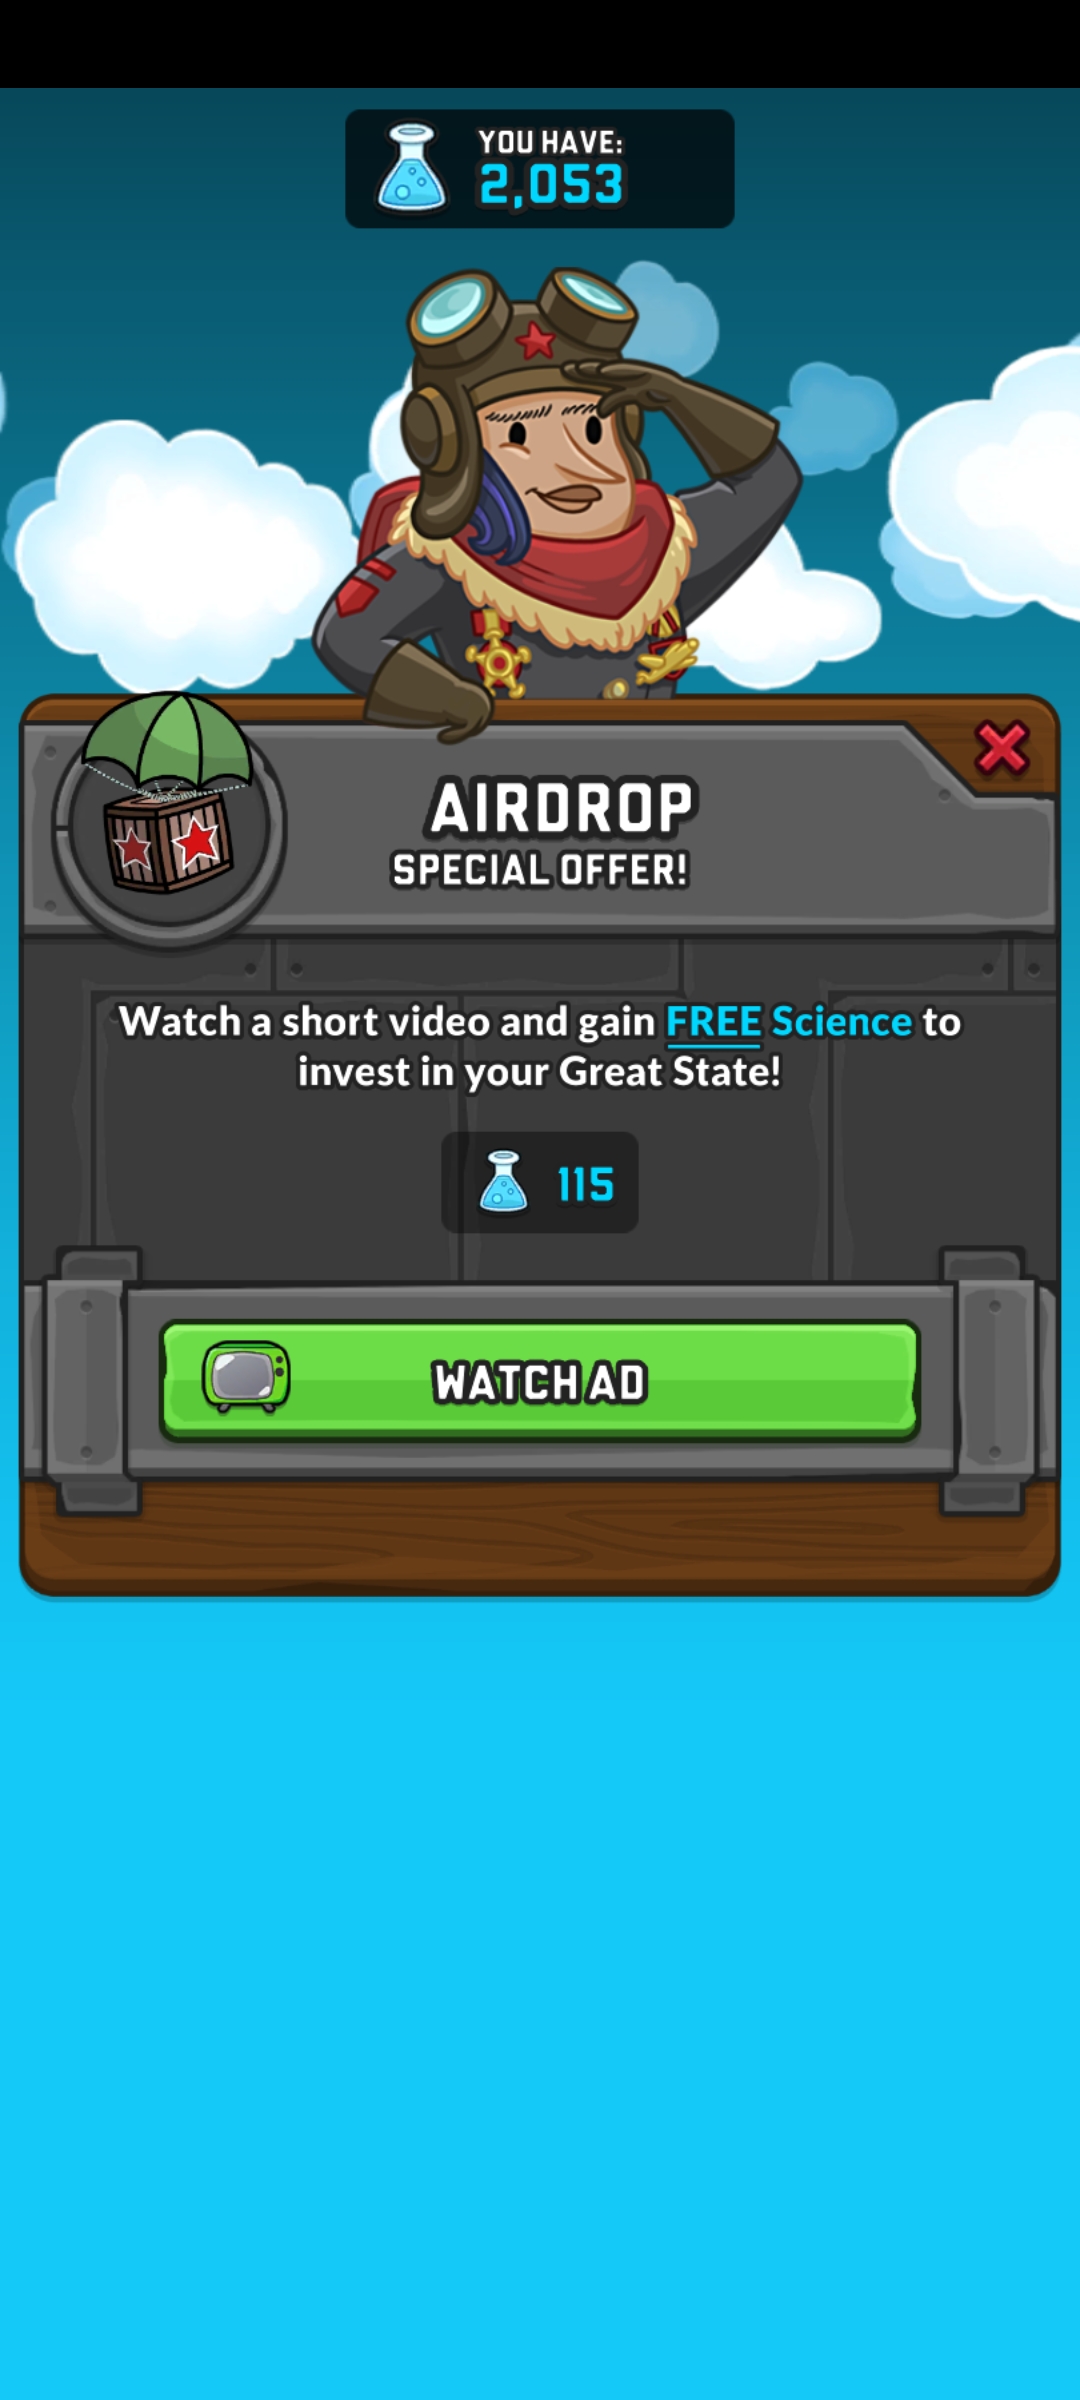 YOU HAVE:
2,053
AIRDROP
SPECIAL OFFER!
Watch a short video and gain FREE Science to
invest in your Great State!
115
WATCH AD